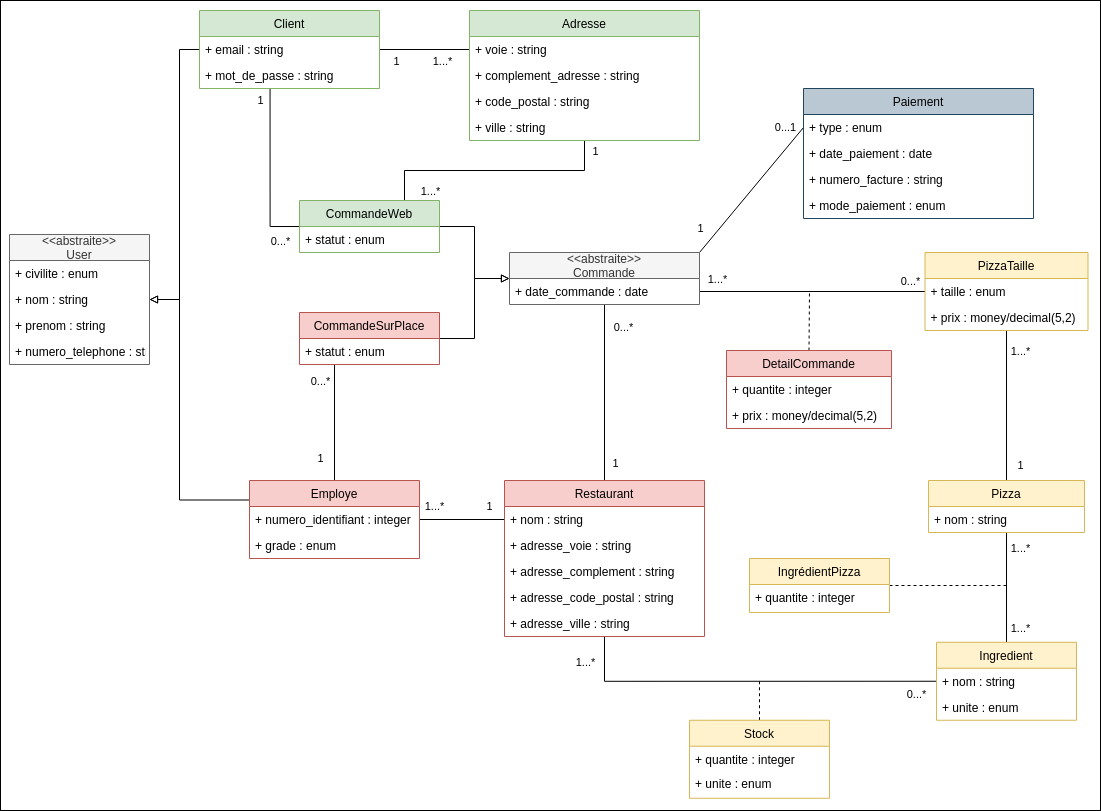 Client
+ email : string
+ mot_de_passe : string
1
1...*
1
Adresse
+ voie : string
+ complement_adresse : string
+ code_postal : string
+ ville : string
1
1...*
Paiement
+ type : enum
+ date_paiement : date
+ numero_facture : string
+ mode_paiement : enum
0...1
1
CommandeWeb
+ statut : enum
0...*
<<abstraite>>
User
+ civilite : enum
+ nom : string
+ prenom : string
+ numero_telephone : st
<<abstraite>>
Commande
+ date_commande : date
1...*
0...*
PizzaTaille
+ taille : enum
+ prix : money/decimal(5,2)
CommandeSurPlace
+ statut : enum
0...*
1
0...*
1
DetailCommande
+ quantite : integer
+ prix : money/decimal(5,2)
1...*
1
Employe
+ numero_identifiant : integer
+ grade : enum
1...*
1
Restaurant
+ nom : string
+ adresse_voie : string
+ adresse_complement : string
+ adresse_code_postal : string
+ adresse_ville : string
Pizza
+ nom : string
1...*
1...*
IngrédientPizza
+ quantite : integer
Ingredient
+ nom : string
+ unite : enum
1...*
0...*
Stock
+ quantite : integer
+ unite : enum